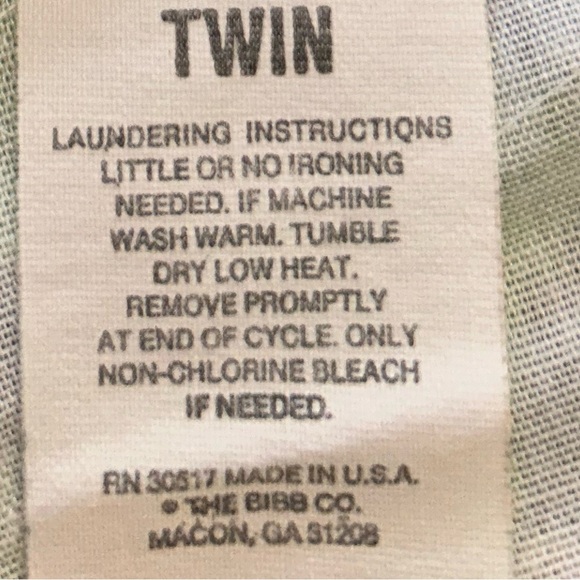 TWIN
LAUNDERING INSTRUCTIONS
LITTLE OR NO IRONING
NEEDED. IF MACHINE
WASH WARM. TUMBLE
DRY LOW HEAT.
REMOVE PROMPTLY
AT END OF CYCLE. ONLY
NON-CHLORINE BLEACH
IF NEEDED.
RN 30517 MADE IN U.S.A.
© THE BIBB CO.
MACON, GA 31208